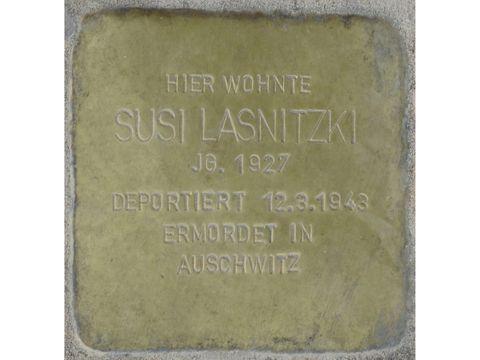 HIER WOHNTE
SUSI LASNITZKI
JG. 1927
DEPORTIERT 12.3.1943
ERMORDET IN
AUSCHWITZ